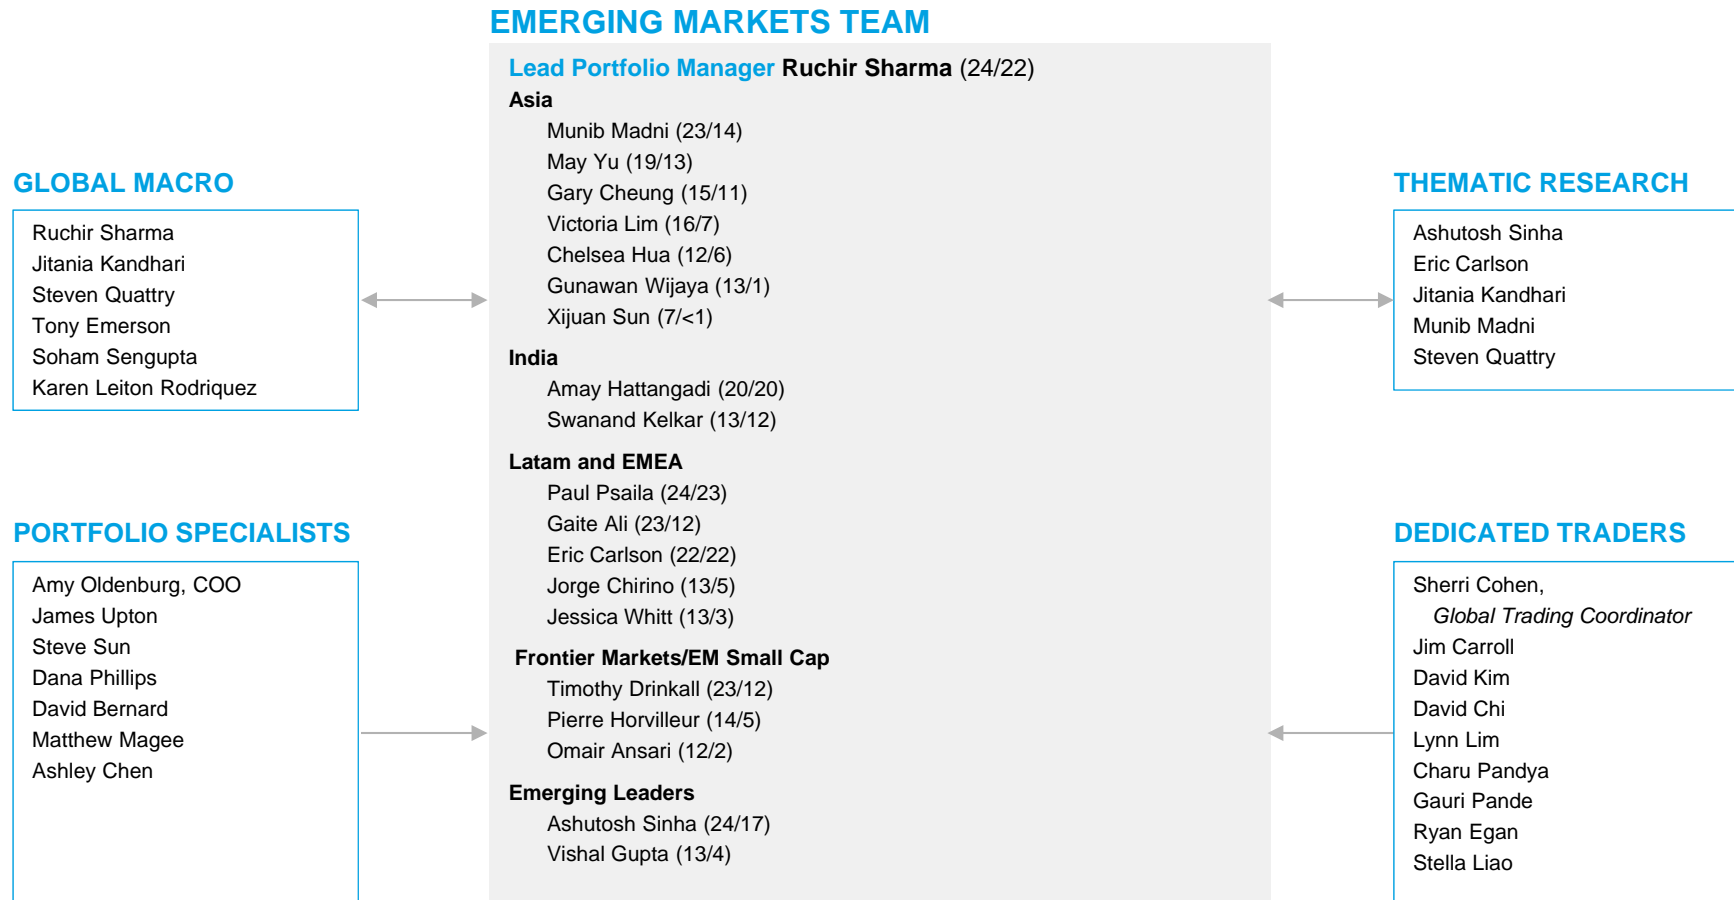 EMERGING MARKETS TEAM
Lead Portfolio Manager Ruchir Sharma (24/22)
Asia
Munib Madni (23/14)
May Yu (19/13)
Gary Cheung (15/11)
Victoria Lim (16/7)
Chelsea Hua (12/6)
Gunawan Wijaya (13/1)
Xijuan Sun (7/<1)
India
Amay Hattangadi (20/20)
Swanand Kelkar (13/12)
Latam and EMEA
Paul Psaila (24/23)
Gaite Ali (23/12)
Eric Carlson (22/22)
Jorge Chirino (13/5)
Jessica Whitt (13/3)
Frontier Markets/EM Small Cap
Timothy Drinkall (23/12)
Pierre Horvilleur (14/5)
Omair Ansari (12/2)
Emerging Leaders
Ashutosh Sinha (24/17)
Vishal Gupta (13/4)
GLOBAL MACRO
Ruchir Sharma
Jitania Kandhari
Steven Quattry
Tony Emerson
Soham Sengupta
Karen Leiton Rodriquez
PORTFOLIO SPECIALISTS
Amy Oldenburg, COO
James Upton
Steve Sun
Dana Phillips
David Bernard
Matthew Magee
Ashley Chen
THEMATIC RESEARCH
Ashutosh Sinha
Eric Carlson
Jitania Kandhari
Munib Madni
Steven Quattry
DEDICATED TRADERS
Sherri Cohen,
Global Trading Coordinator
Jim Carroll
David Kim
David Chi
Lynn Lim
Charu Pandya
Gauri Pande
Ryan Egan
Stella Liao